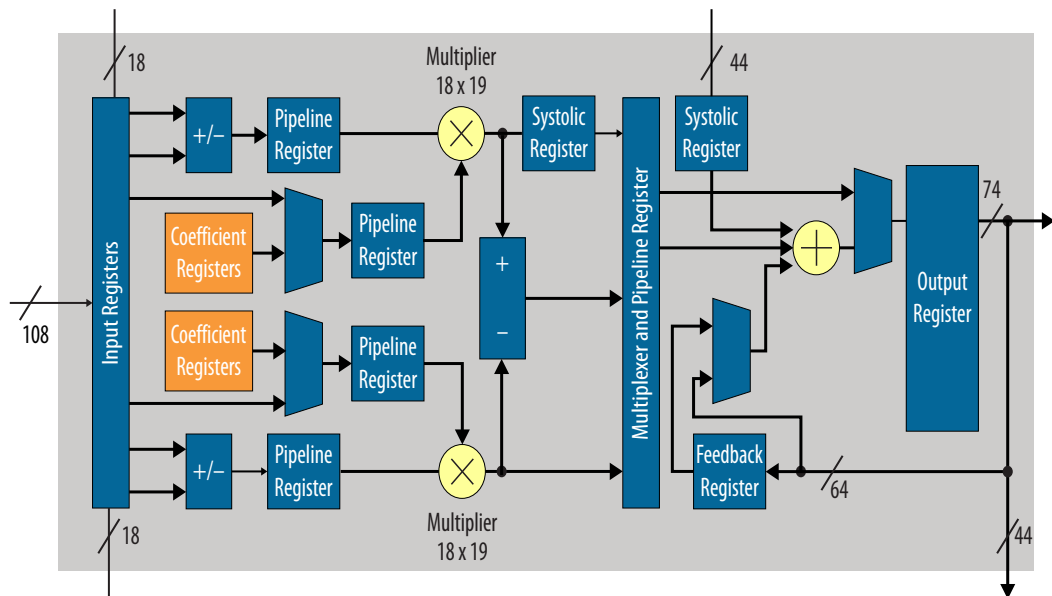 18
44
Multiplier
18 x 19
+/−
Pipeline
Register
Systolic
Register
Systolic
Register
Input Registers
Coefficient
Registers
Pipeline
Register
74
+
−
Multiplexer and Pipeline Register
Output
Register
108
Coefficient
Registers
Pipeline
Register
+/−
Pipeline
Register
Feedback
Register
64
18
Multiplier
18 x 19
44